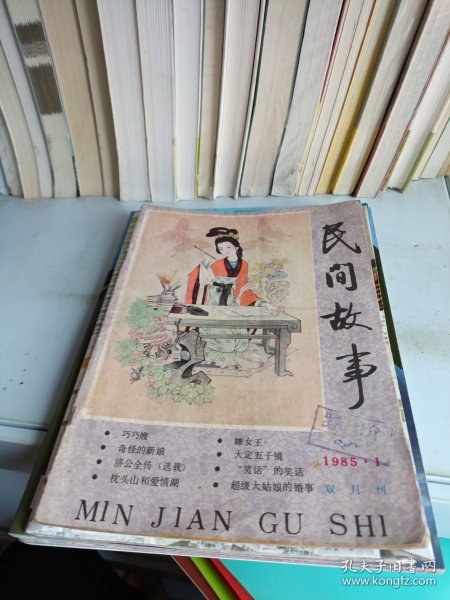 民间故事
巧巧嫂
奇怪的新娘
济公全传（选载）
枕头山和爱情湖
睡女王
大定五子镜
“笑话”的笑话
超级大姑娘的婚事
1985·1
双月刊
MIN JIAN GU SHI
孔夫子旧书网
www.kongfz.com